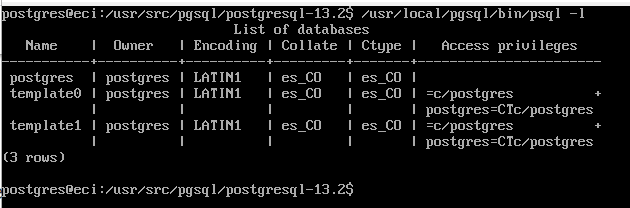 postgres@eci:/usr/src/pgsql/postgresql-13.2$ /usr/local/pgsql/bin/psql -l
                              List of databases
   Name    |  Owner   | Encoding | Collate | Ctype |   Access privileges
-----------+----------+----------+---------+-------+-----------------------
 postgres  | postgres | LATIN1   | es_CO   | es_CO |
 template0 | postgres | LATIN1   | es_CO   | es_CO | =c/postgres          +
           |          |          |         |       | postgres=CTc/postgres
 template1 | postgres | LATIN1   | es_CO   | es_CO | =c/postgres          +
           |          |          |         |       | postgres=CTc/postgres
(3 rows)
postgres@eci:/usr/src/pgsql/postgresql-13.2$